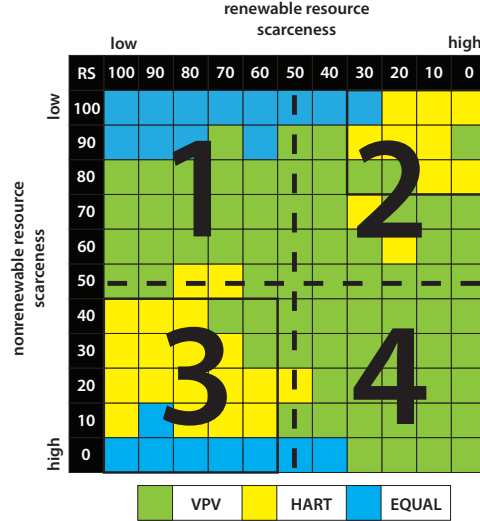 renewable resource
scarceness
low high
RS 100 90 80 70 60 50 40 30 20 10 0
nonrenewable resource
scarceness
low
high
100
90
80
70
60
50
40
30
20
10
0
1
2
3
4
VPV HART EQUAL